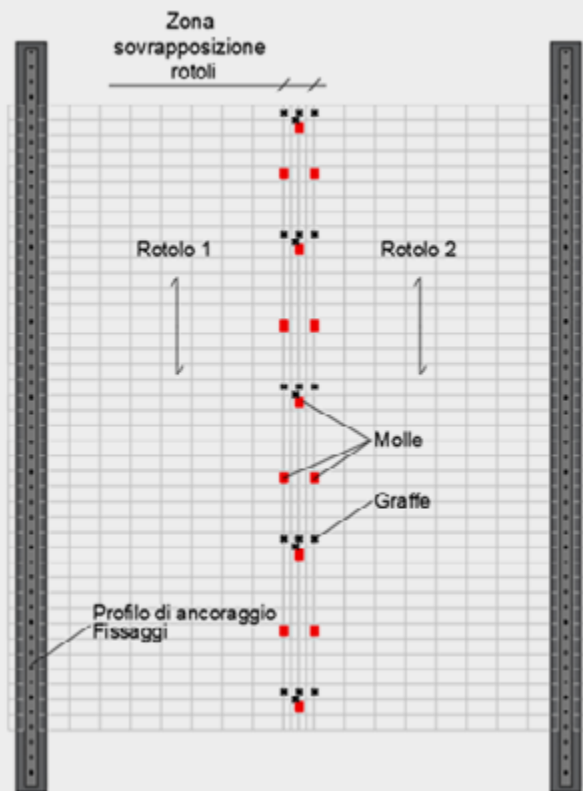 Zona
sovrapposizione
rotoli
Rotolo 1
Rotolo 2
Molle
Graffe
Profilo di ancoraggio
Fissaggi